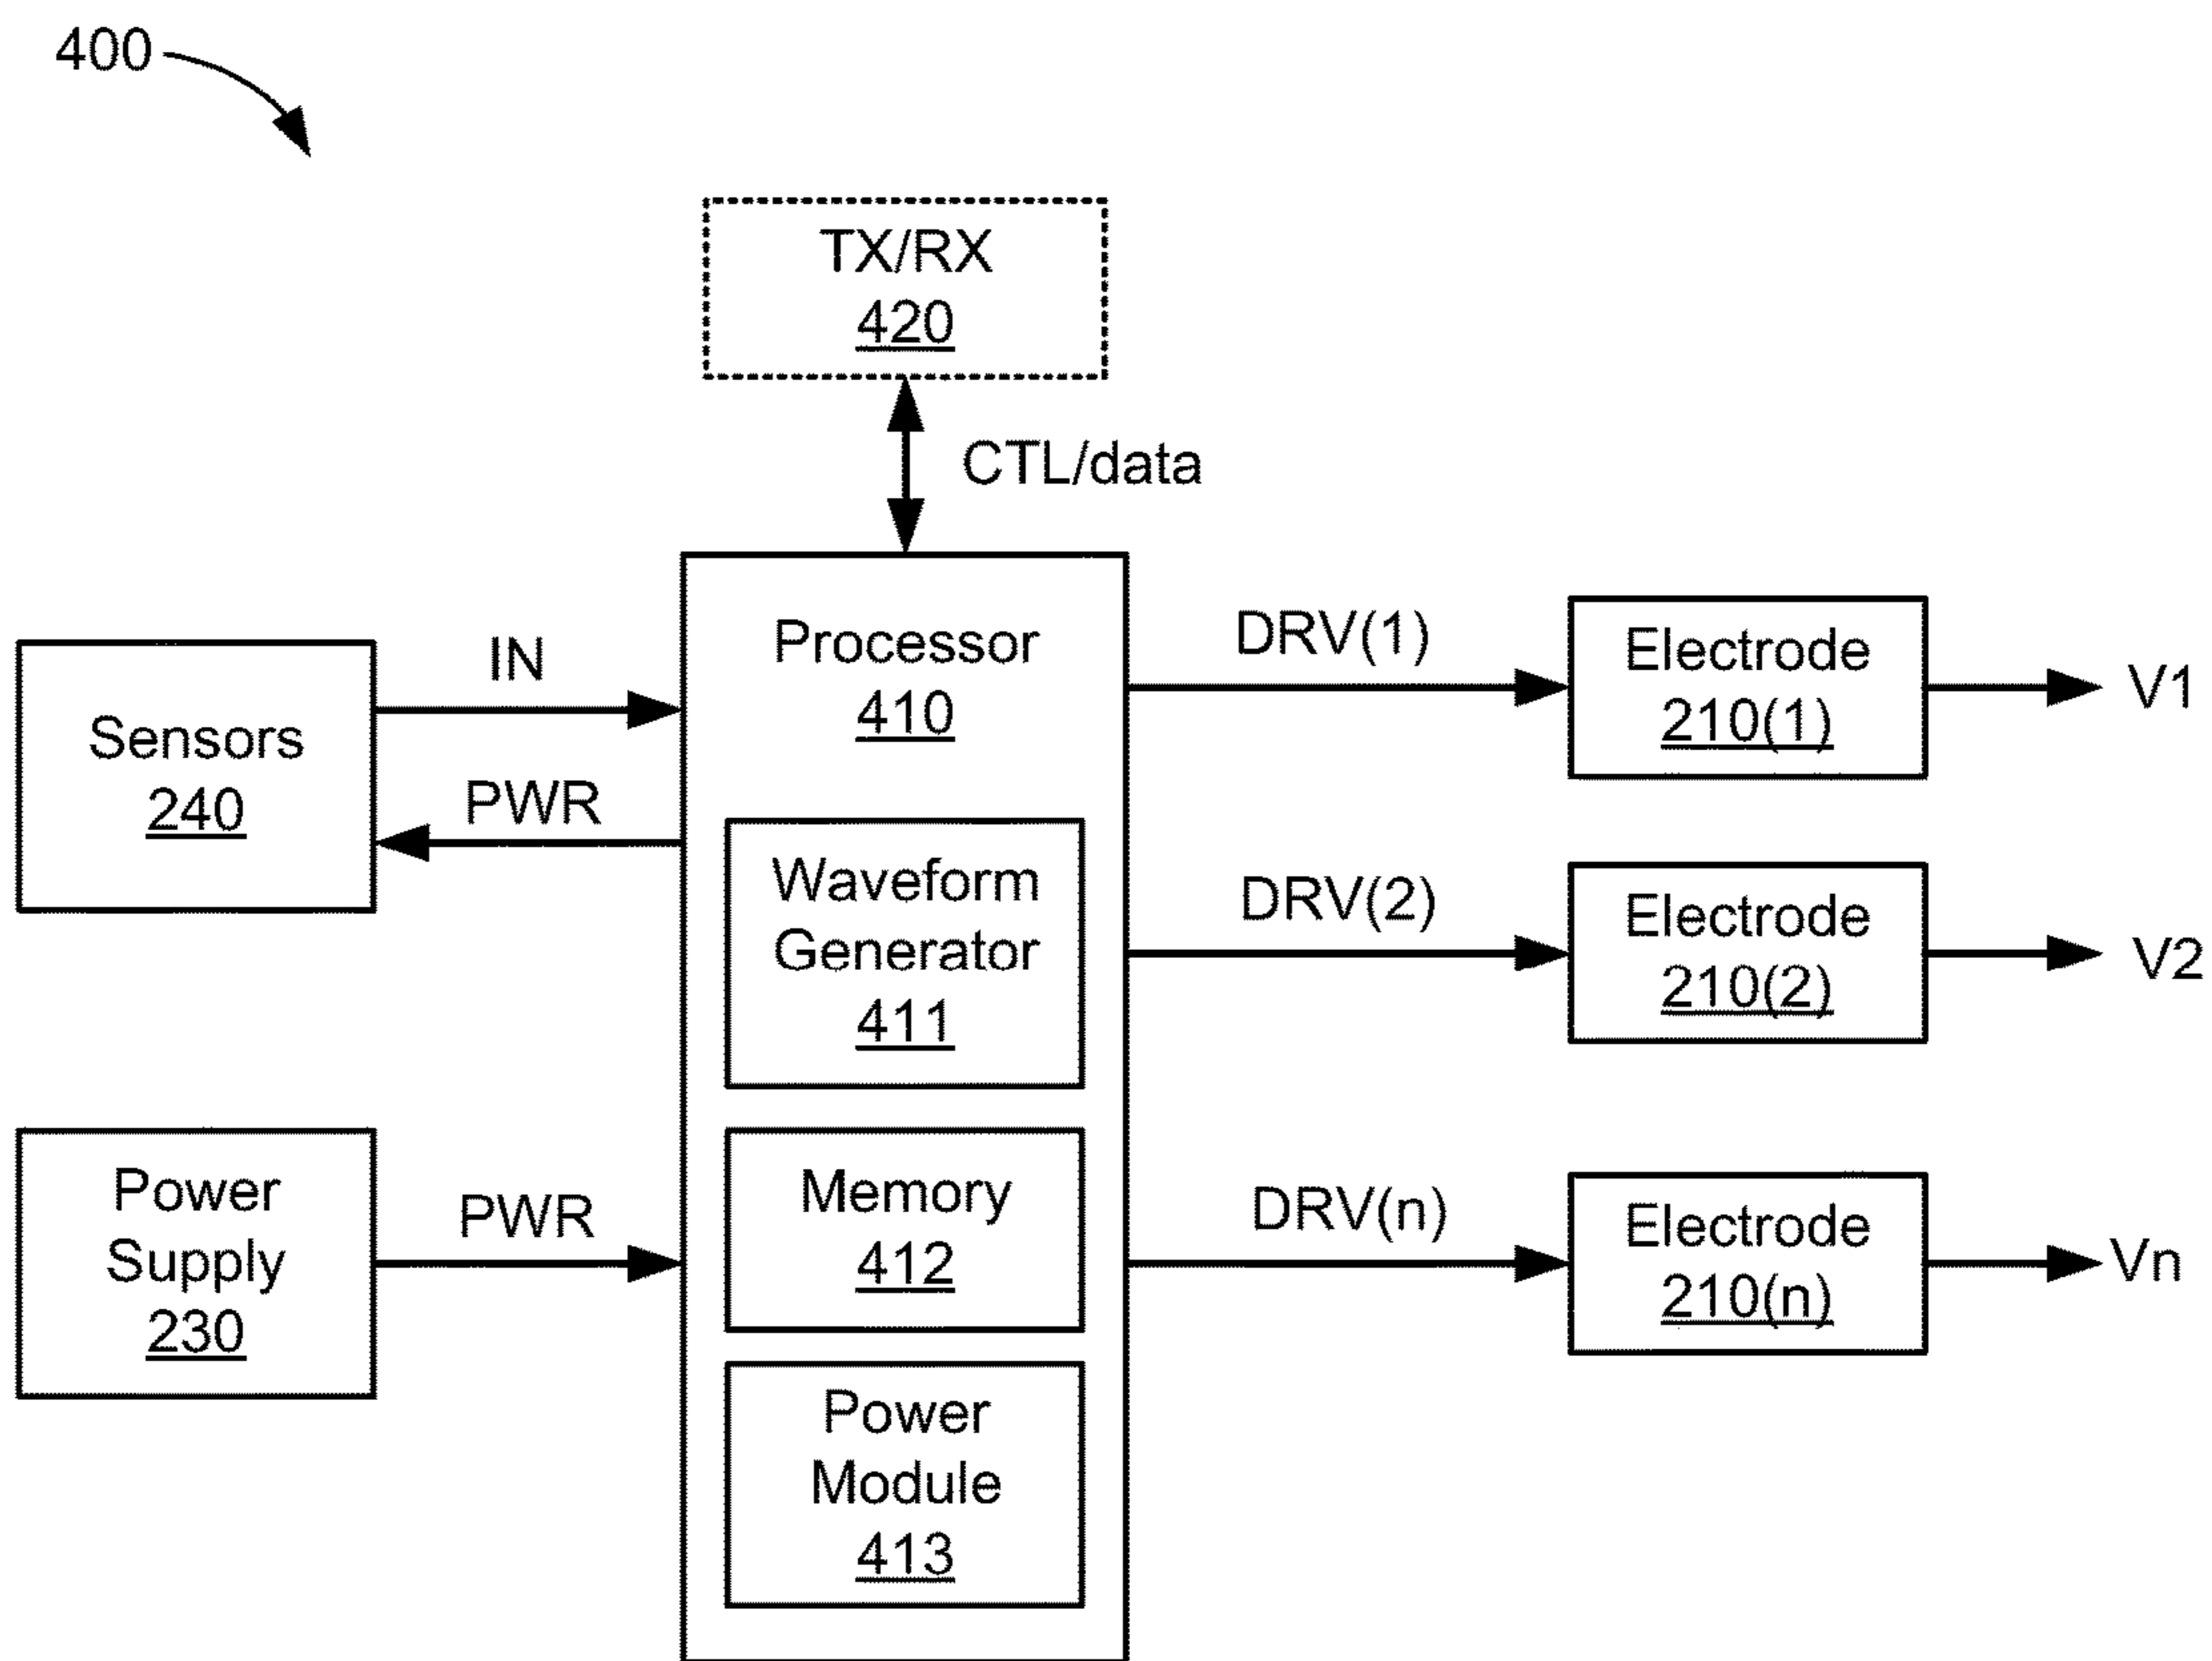 400
TX/RX
420
CTL/data
Sensors
240
IN
PWR
Power
Supply
230
PWR
Processor
410
Waveform
Generator
411
Memory
412
Power
Module
413
DRV(1)
Electrode
210(1)
V1
DRV(2)
Electrode
210(2)
V2
DRV(n)
Electrode
210(n)
Vn